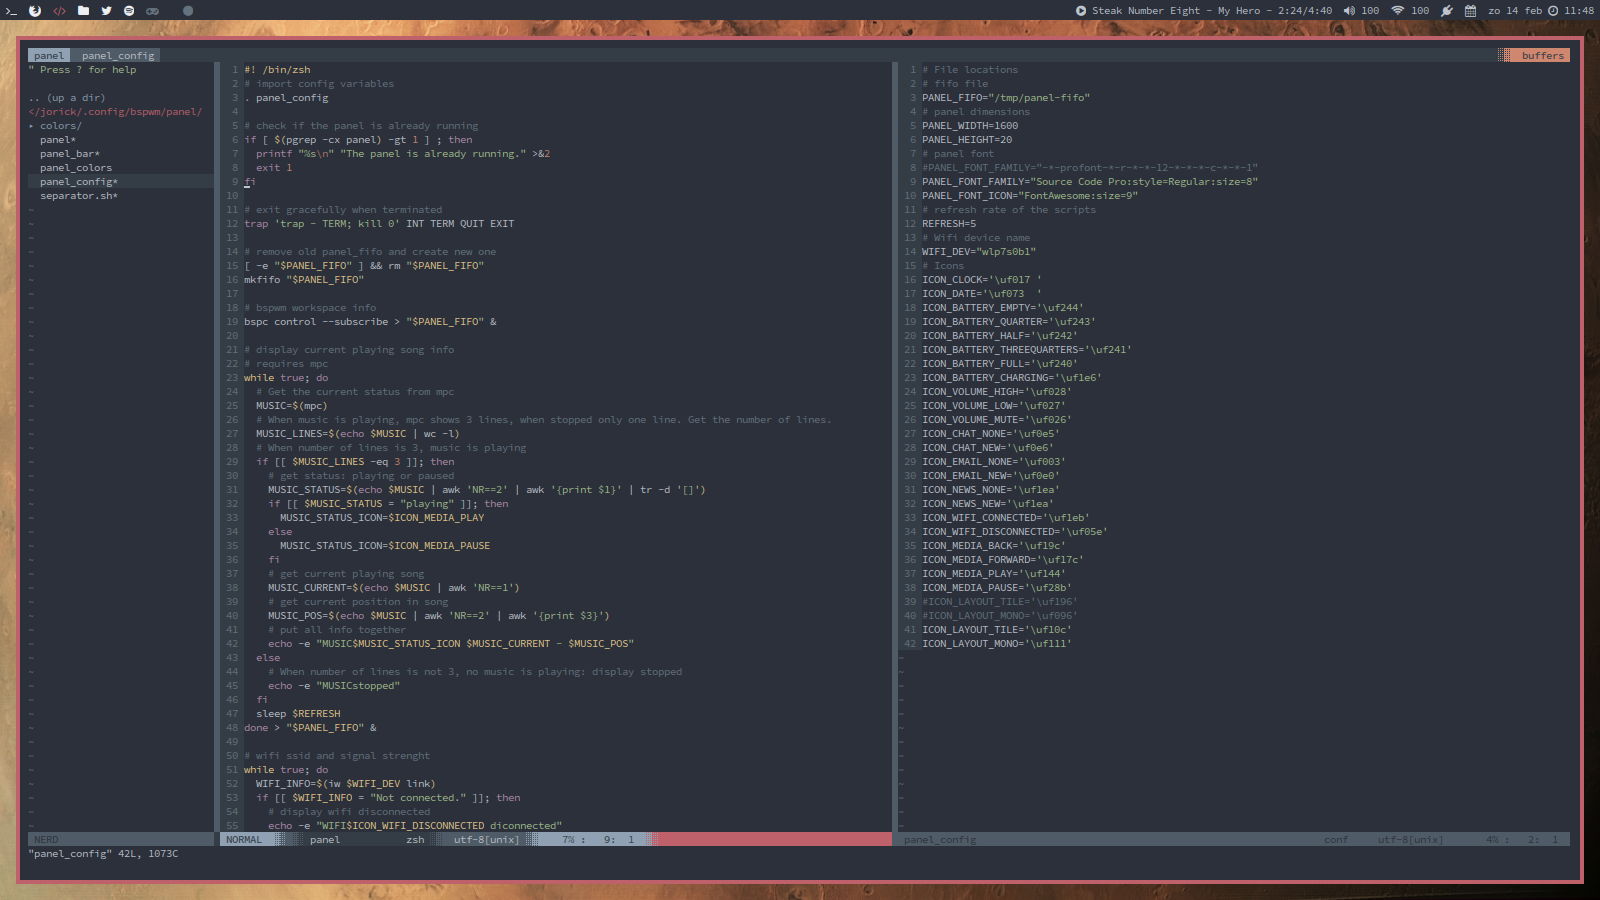 >_ </> Steak Number Eight - My Hero - 2:24/4:40 100 100 zo 14 feb 11:48
panel panel_config buffers
" Press ? for help
.. (up a dir)
</jorick/.config/bspwm/panel/
▸ colors/
panel*
panel_bar*
panel_colors
panel_config*
separator.sh*
1 #! /bin/zsh
2 # import config variables
3 . panel_config
4
5 # check if the panel is already running
6 if [ $(pgrep -cx panel) -gt 1 ] ; then
7 printf "%s\n" "The panel is already running." >&2
8 exit 1
9 fi
10
11 # exit gracefully when terminated
12 trap 'trap - TERM; kill 0' INT TERM QUIT EXIT
13
14 # remove old panel_fifo and create new one
15 [ -e "$PANEL_FIFO" ] && rm "$PANEL_FIFO"
16 mkfifo "$PANEL_FIFO"
17
18 # bspwm workspace info
19 bspc control --subscribe > "$PANEL_FIFO" &
20
21 # display current playing song info
22 # requires mpc
23 while true; do
24 # Get the current status from mpc
25 MUSIC=$(mpc)
26 # When music is playing, mpc shows 3 lines, when stopped only one line. Get the number of lines.
27 MUSIC_LINES=$(echo $MUSIC | wc -l)
28 # When number of lines is 3, music is playing
29 if [[ $MUSIC_LINES -eq 3 ]]; then
30 # get status: playing or paused
31 MUSIC_STATUS=$(echo $MUSIC | awk 'NR==2' | awk '{print $1}' | tr -d '[]')
32 if [[ $MUSIC_STATUS = "playing" ]]; then
33 MUSIC_STATUS_ICON=$ICON_MEDIA_PLAY
34 else
35 MUSIC_STATUS_ICON=$ICON_MEDIA_PAUSE
36 fi
37 # get current playing song
38 MUSIC_CURRENT=$(echo $MUSIC | awk 'NR==1')
39 # get current position in song
40 MUSIC_POS=$(echo $MUSIC | awk 'NR==2' | awk '{print $3}')
41 # put all info together
42 echo -e "MUSIC$MUSIC_STATUS_ICON $MUSIC_CURRENT - $MUSIC_POS"
43 else
44 # When number of lines is not 3, no music is playing: display stopped
45 echo -e "MUSICstopped"
46 fi
47 sleep $REFRESH
48 done > "$PANEL_FIFO" &
49
50 # wifi ssid and signal strenght
51 while true; do
52 WIFI_INFO=$(iw $WIFI_DEV link)
53 if [[ $WIFI_INFO = "Not connected." ]]; then
54 # display wifi disconnected
55 echo -e "WIFI$ICON_WIFI_DISCONNECTED diconnected"
1 # File locations
2 # fifo file
3 PANEL_FIFO="/tmp/panel-fifo"
4 # panel dimensions
5 PANEL_WIDTH=1600
6 PANEL_HEIGHT=20
7 # panel font
8 #PANEL_FONT_FAMILY="-*-profont-*-r-*-*-12-*-*-*-c-*-*-1"
9 PANEL_FONT_FAMILY="Source Code Pro:style=Regular:size=8"
10 PANEL_FONT_ICON="FontAwesome:size=9"
11 # refresh rate of the scripts
12 REFRESH=5
13 # Wifi device name
14 WIFI_DEV="wlp7s0b1"
15 # Icons
16 ICON_CLOCK='\uf017 '
17 ICON_DATE='\uf073  '
18 ICON_BATTERY_EMPTY='\uf244'
19 ICON_BATTERY_QUARTER='\uf243'
20 ICON_BATTERY_HALF='\uf242'
21 ICON_BATTERY_THREEQUARTERS='\uf241'
22 ICON_BATTERY_FULL='\uf240'
23 ICON_BATTERY_CHARGING='\uf1e6'
24 ICON_VOLUME_HIGH='\uf028'
25 ICON_VOLUME_LOW='\uf027'
26 ICON_VOLUME_MUTE='\uf026'
27 ICON_CHAT_NONE='\uf0e5'
28 ICON_CHAT_NEW='\uf0e6'
29 ICON_EMAIL_NONE='\uf003'
30 ICON_EMAIL_NEW='\uf0e0'
31 ICON_NEWS_NONE='\uf1ea'
32 ICON_NEWS_NEW='\uf1ea'
33 ICON_WIFI_CONNECTED='\uf1eb'
34 ICON_WIFI_DISCONNECTED='\uf05e'
35 ICON_MEDIA_BACK='\uf19c'
36 ICON_MEDIA_FORWARD='\uf17c'
37 ICON_MEDIA_PLAY='\uf144'
38 ICON_MEDIA_PAUSE='\uf28b'
39 #ICON_LAYOUT_TILE='\uf196'
40 #ICON_LAYOUT_MONO='\uf096'
41 ICON_LAYOUT_TILE='\uf10c'
42 ICON_LAYOUT_MONO='\uf111'
NERD NORMAL panel zsh utf-8[unix] 7% : 9: 1 panel_config conf utf-8[unix] 4% : 2: 1
"panel_config" 42L, 1073C